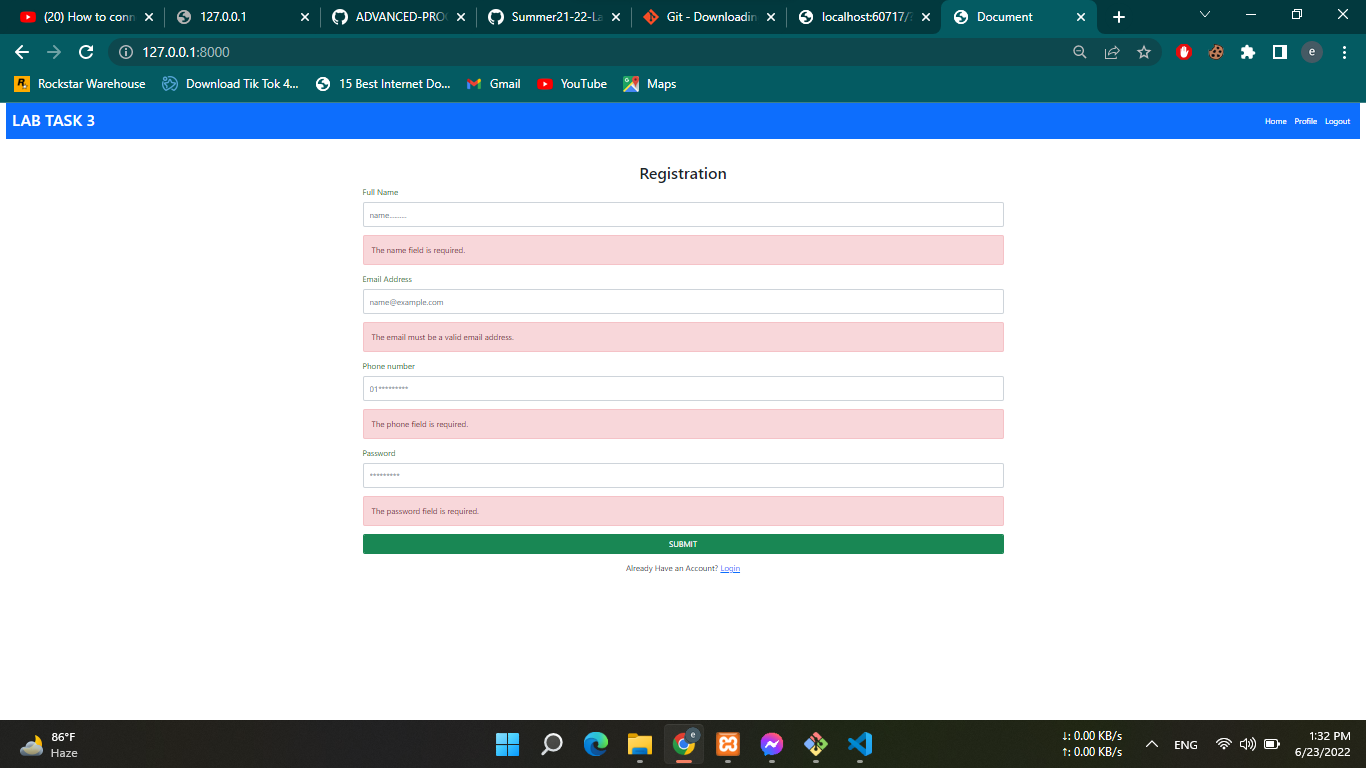 (20) How to conn
127.0.0.1
ADVANCED-PRO
Summer21-22-La
Git - Downloadin
localhost:60717/
Document
127.0.0.1:8000
e
Rockstar Warehouse
Download Tik Tok 4...
15 Best Internet Do...
Gmail
YouTube
Maps
LAB TASK 3
Home
Profile
Logout
Registration
Full Name
name.........
The name field is required.
Email Address
name@example.com
The email must be a valid email address.
Phone number
01*********
The phone field is required.
Password
*********
The password field is required.
SUBMIT
Already Have an Account? Login
86°F
Haze
↓: 0.00 KB/s
↑: 0.00 KB/s
ENG
1:32 PM
6/23/2022